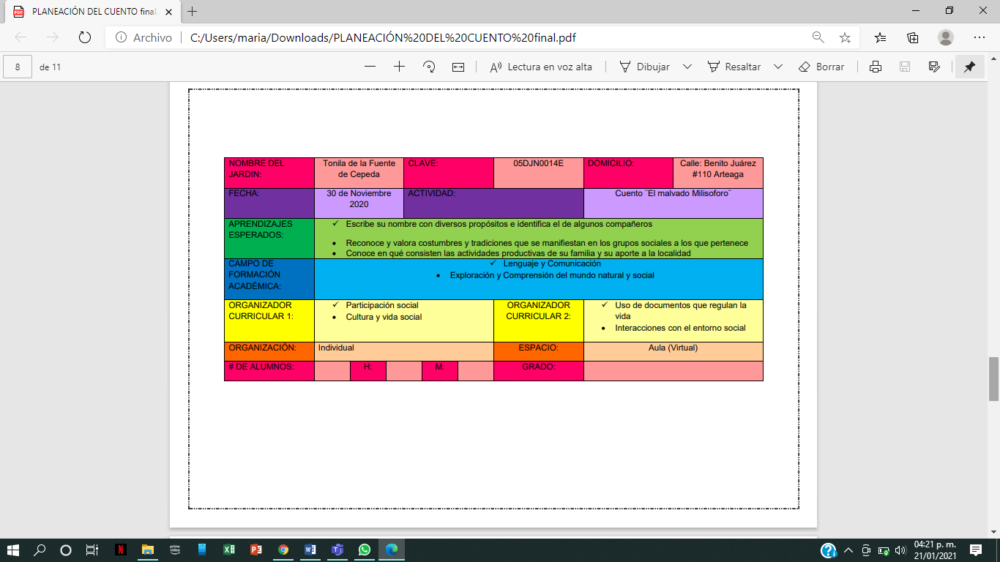 PLANEACIÓN DEL CUENTO final.
Archivo C:/Users/maria/Downloads/PLANEACIÓN%20DEL%20CUENTO%20final.pdf
8 de 11 Lectura en voz alta Dibujar Resaltar Borrar
NOMBRE DEL JARDIN:
Tonila de la Fuente de Cepeda
CLAVE:
05DJN0014E
DOMICILIO:
Calle: Benito Juárez #110 Arteaga
FECHA:
30 de Noviembre 2020
ACTIVIDAD:
Cuento ¨El malvado Milisoforo¨
APRENDIZAJES ESPERADOS:
✓ Escribe su nombre con diversos propósitos e identifica el de algunos compañeros
• Reconoce y valora costumbres y tradiciones que se manifiestan en los grupos sociales a los que pertenece
• Conoce en qué consisten las actividades productivas de su familia y su aporte a la localidad
CAMPO DE FORMACIÓN ACADÉMICA:
✓ Lenguaje y Comunicación
• Exploración y Comprensión del mundo natural y social
ORGANIZADOR CURRICULAR 1:
✓ Participación social
• Cultura y vida social
ORGANIZADOR CURRICULAR 2:
✓ Uso de documentos que regulan la vida
• Interacciones con el entorno social
ORGANIZACIÓN:
Individual
ESPACIO:
Aula (Virtual)
# DE ALUMNOS:
H:
M:
GRADO:
04:21 p. m.
21/01/2021